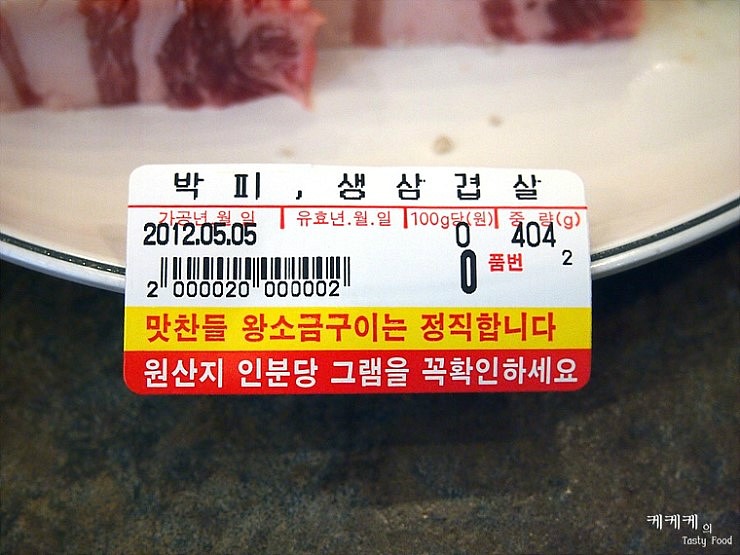 박피, 생삼겹살
가공년 월 일 유효년.월.일 100g당(원) 중 량(g)
2012.05.05 0 404
0 품번 2
2 000020 000002
맛찬들 왕소금구이는 정직합니다
원산지 인분당 그램을 꼭확인하세요
케케케의
Tasty Food